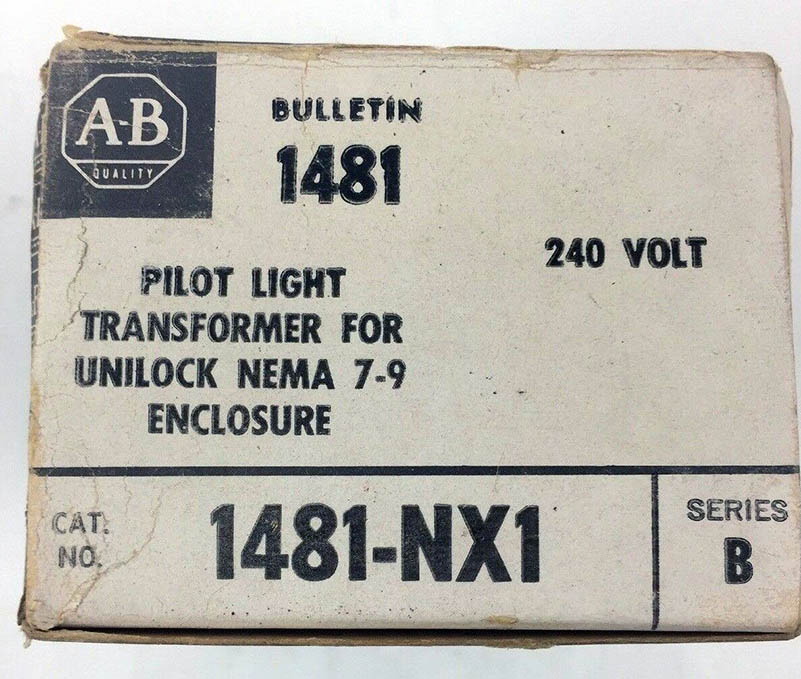 A-B
QUALITY
BULLETIN
1481
240 VOLT
PILOT LIGHT
TRANSFORMER FOR
UNILOCK NEMA 7-9
ENCLOSURE
CAT.
NO.
1481-NX1
SERIES
B